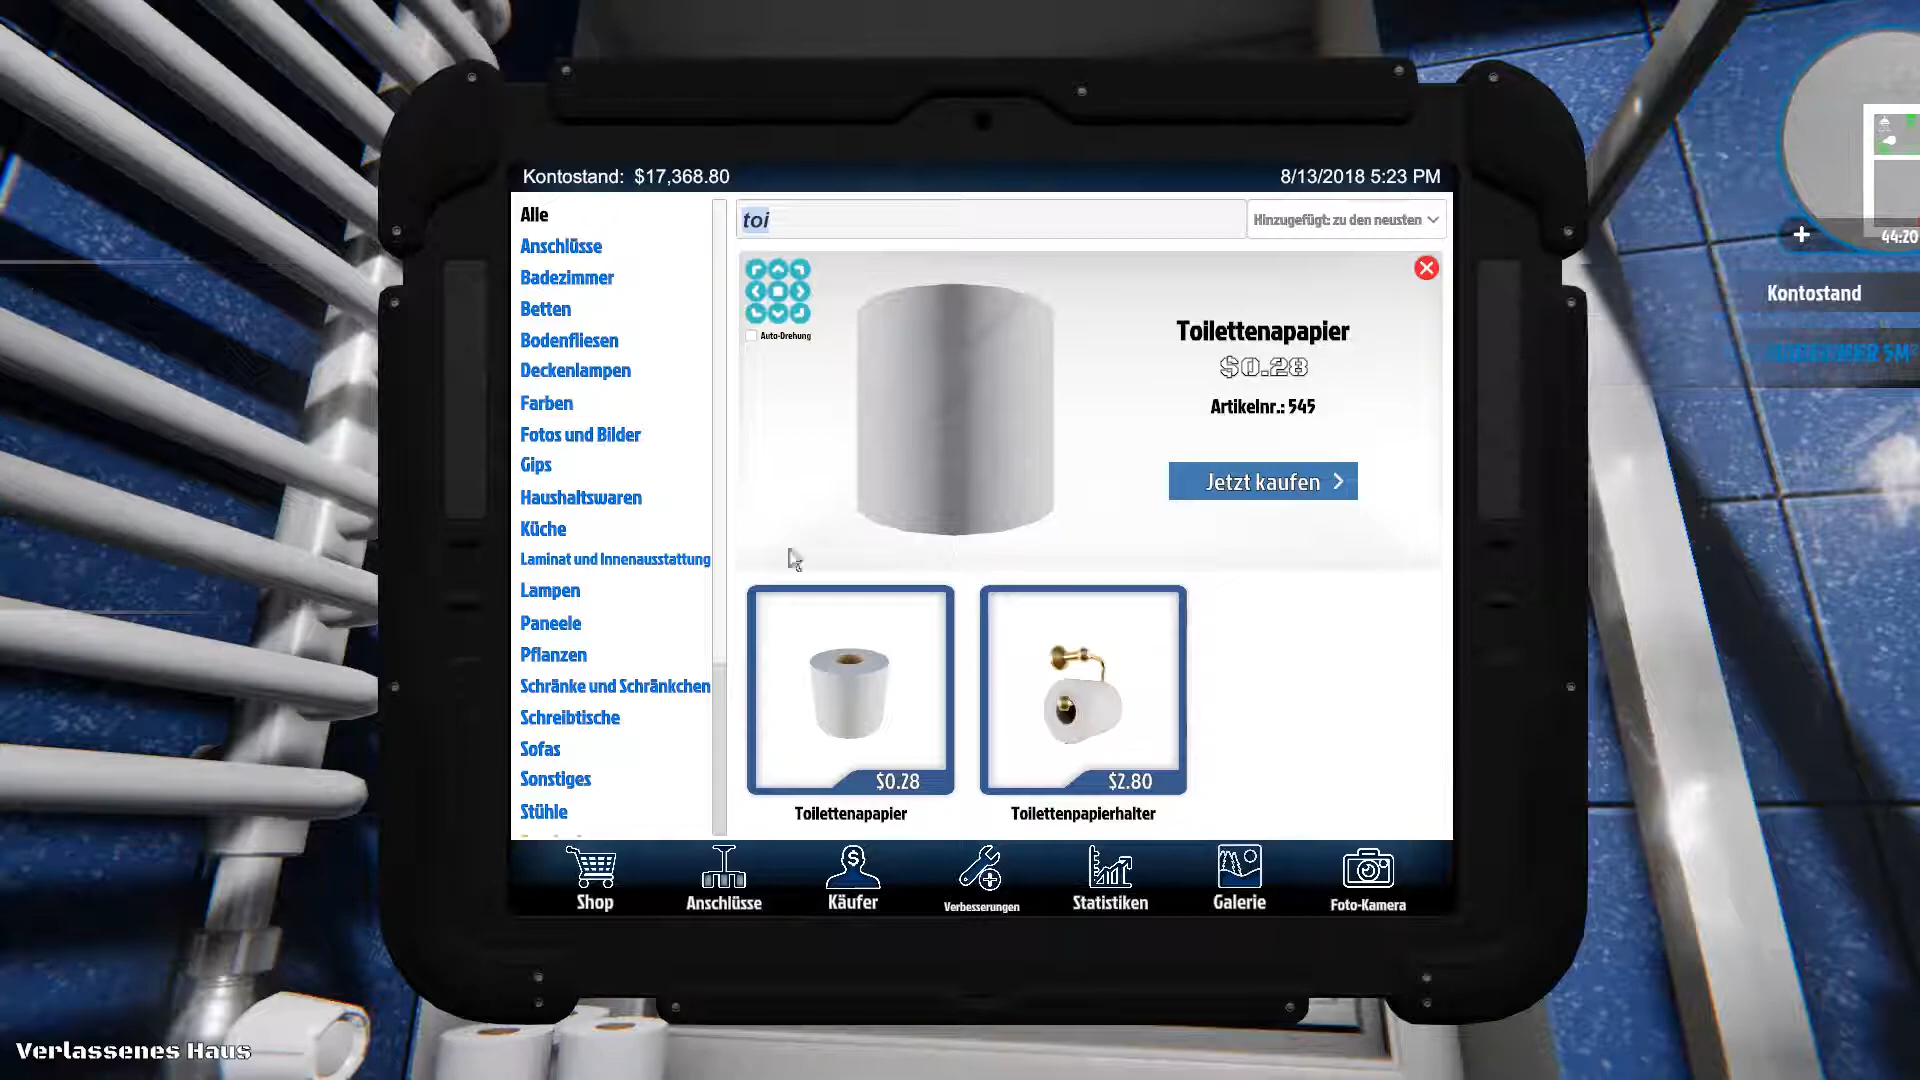 Kontostand: $17,368.80
8/13/2018 5:23 PM
Alle
Anschlüsse
Badezimmer
Betten
Bodenfliesen
Deckenlampen
Farben
Fotos und Bilder
Gips
Haushaltswaren
Küche
Laminat und Innenausstattung
Lampen
Paneele
Pflanzen
Schränke und Schränkchen
Schreibtische
Sofas
Sonstiges
Stühle
toi
Hinzugefügt: zu den neusten
Auto-Drehung
Toilettenapapier
$0.28
Artikelnr.: 545
Jetzt kaufen
$0.28
$2.80
Toilettenapapier
Toilettenpapierhalter
Shop
Anschlüsse
Käufer
Verbesserungen
Statistiken
Galerie
Foto-Kamera
+
44:20
Kontostand
BADEZIMMER 5M²
Verlassenes Haus